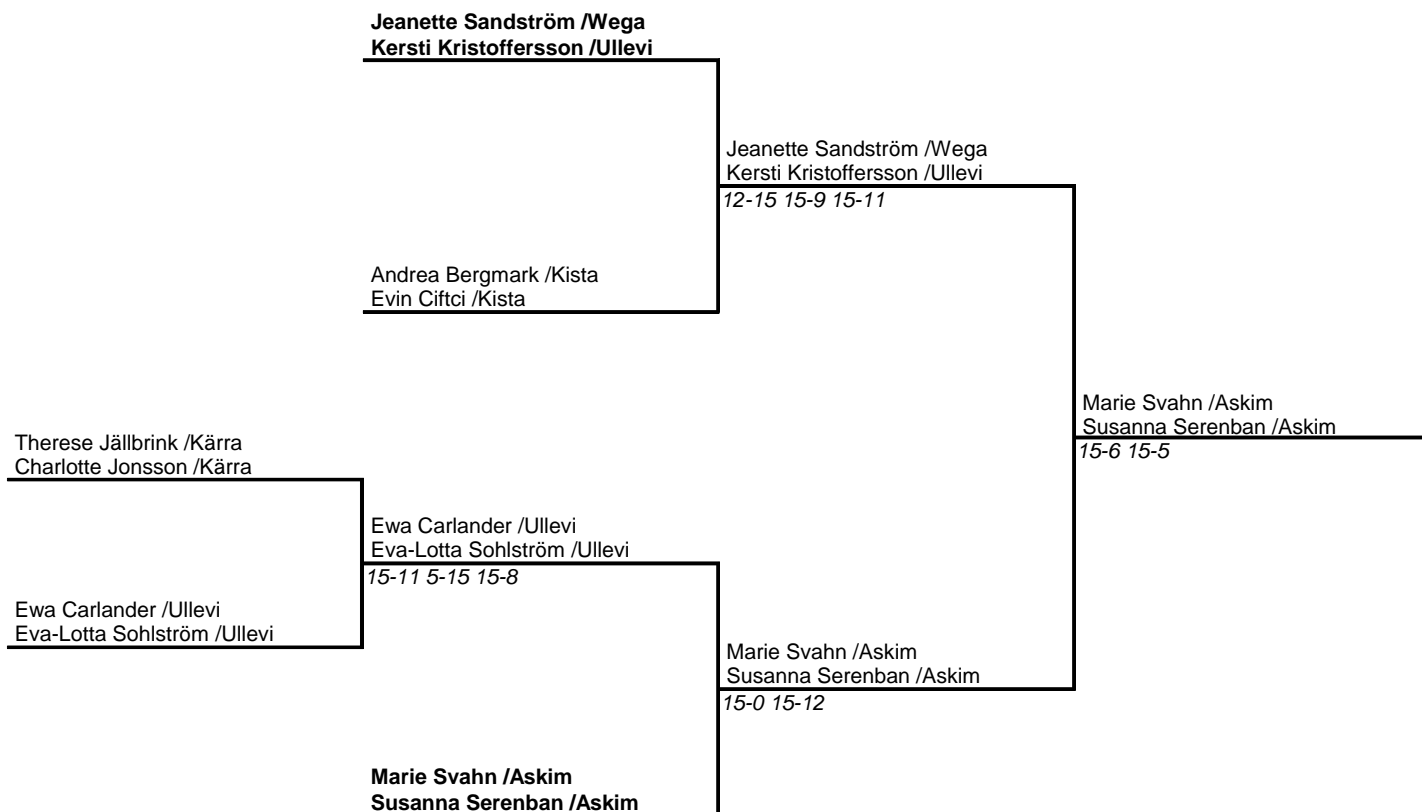 Jeanette Sandström /Wega
Kersti Kristoffersson /Ullevi
Jeanette Sandström /Wega
Kersti Kristoffersson /Ullevi
12-15 15-9 15-11
Andrea Bergmark /Kista
Evin Ciftci /Kista
Marie Svahn /Askim
Susanna Serenban /Askim
15-6 15-5
Therese Jällbrink /Kärra
Charlotte Jonsson /Kärra
Ewa Carlander /Ullevi
Eva-Lotta Sohlström /Ullevi
15-11 5-15 15-8
Ewa Carlander /Ullevi
Eva-Lotta Sohlström /Ullevi
Marie Svahn /Askim
Susanna Serenban /Askim
15-0 15-12
Marie Svahn /Askim
Susanna Serenban /Askim